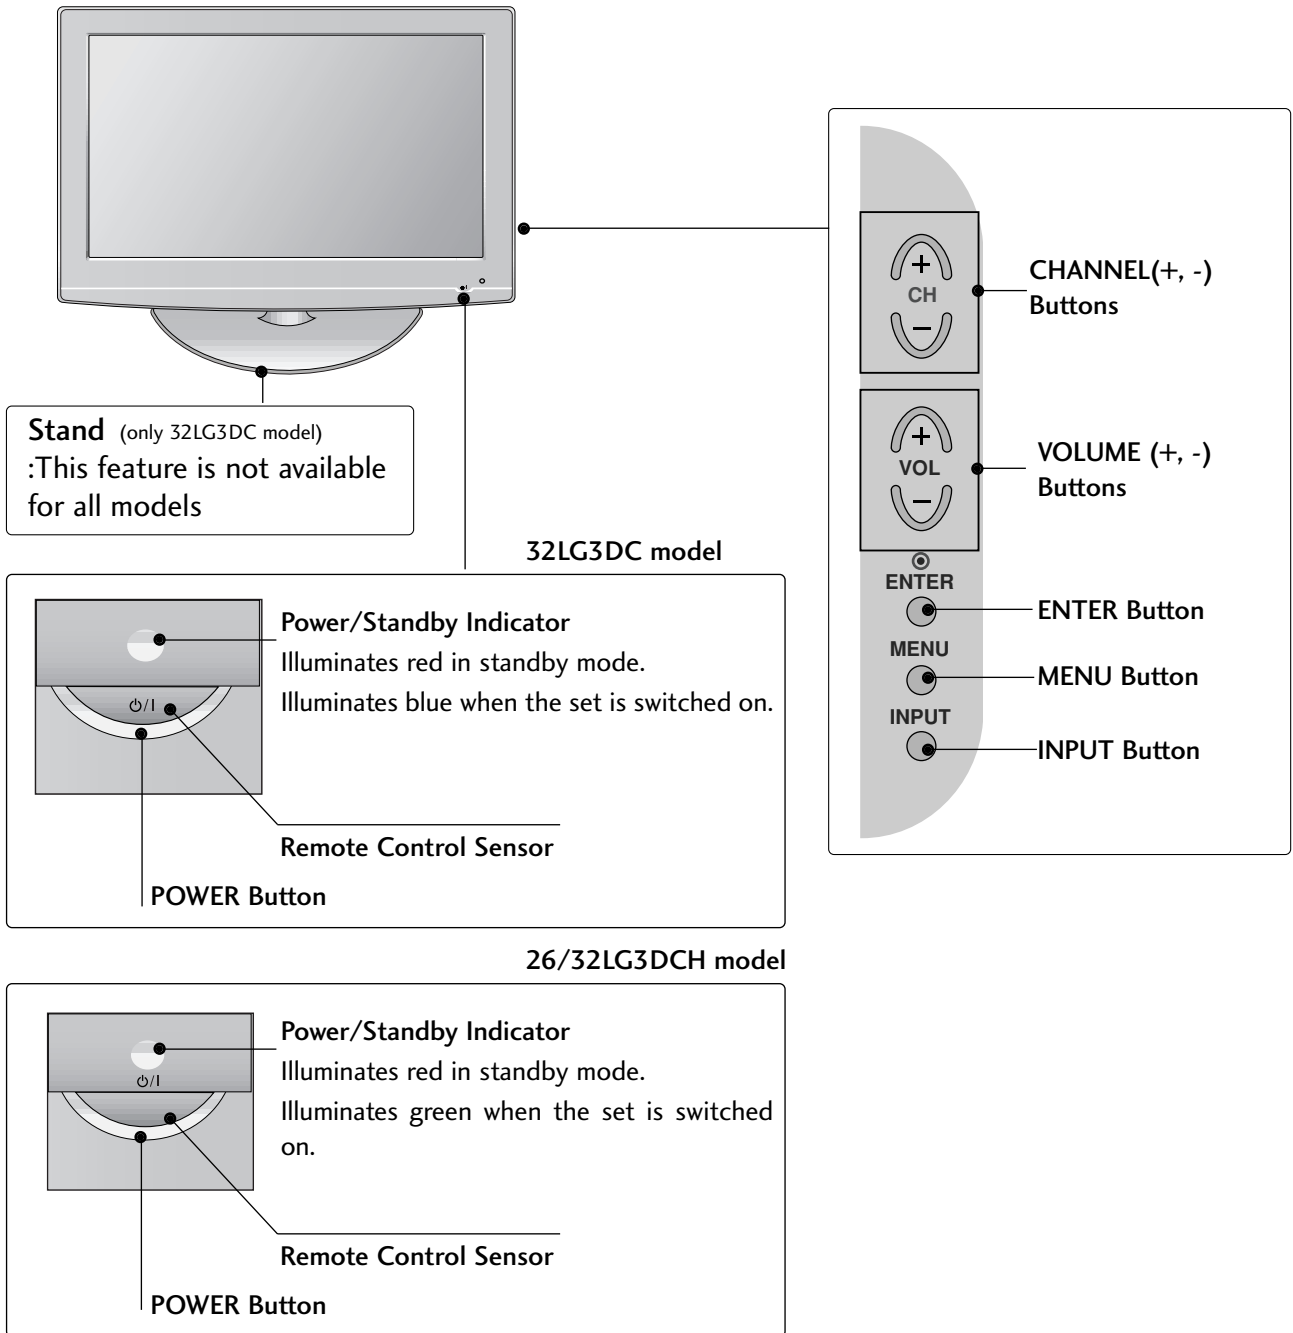 Stand (only 32LG3DC model)
:This feature is not available
for all models
+
CH
-
+
VOL
-
ENTER
MENU
INPUT
CHANNEL(+, -)
Buttons
VOLUME (+, -)
Buttons
ENTER Button
MENU Button
INPUT Button
32LG3DC model
Power/Standby Indicator
Illuminates red in standby mode.
Illuminates blue when the set is switched on.
⏻/I
Remote Control Sensor
POWER Button
26/32LG3DCH model
Power/Standby Indicator
Illuminates red in standby mode.
Illuminates green when the set is switched
on.
⏻/I
Remote Control Sensor
POWER Button